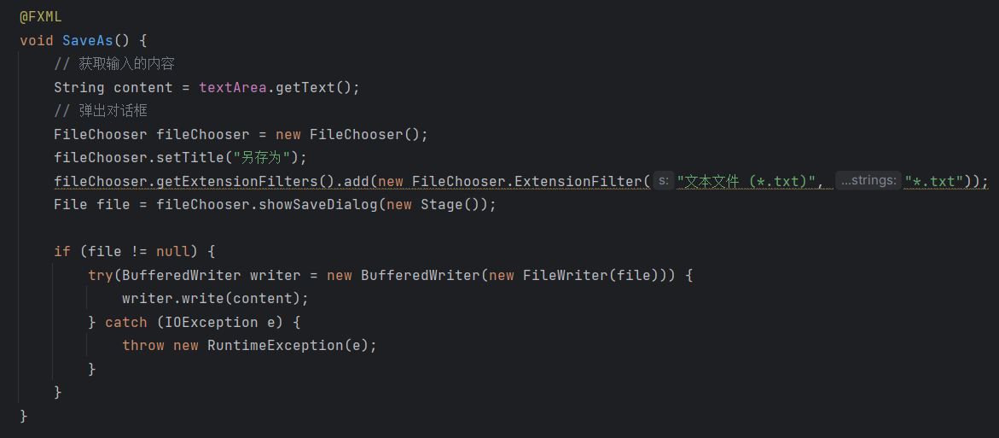 @FXML
void SaveAs() {
// 获取输入的内容
String content = textArea.getText();
// 弹出对话框
FileChooser fileChooser = new FileChooser();
fileChooser.setTitle("另存为");
fileChooser.getExtensionFilters().add(new FileChooser.ExtensionFilter( s: "文本文件 (*.txt)", ...strings: "*.txt"));
File file = fileChooser.showSaveDialog(new Stage());
if (file != null) {
try(BufferedWriter writer = new BufferedWriter(new FileWriter(file))) {
writer.write(content);
} catch (IOException e) {
throw new RuntimeException(e);
}
}
}